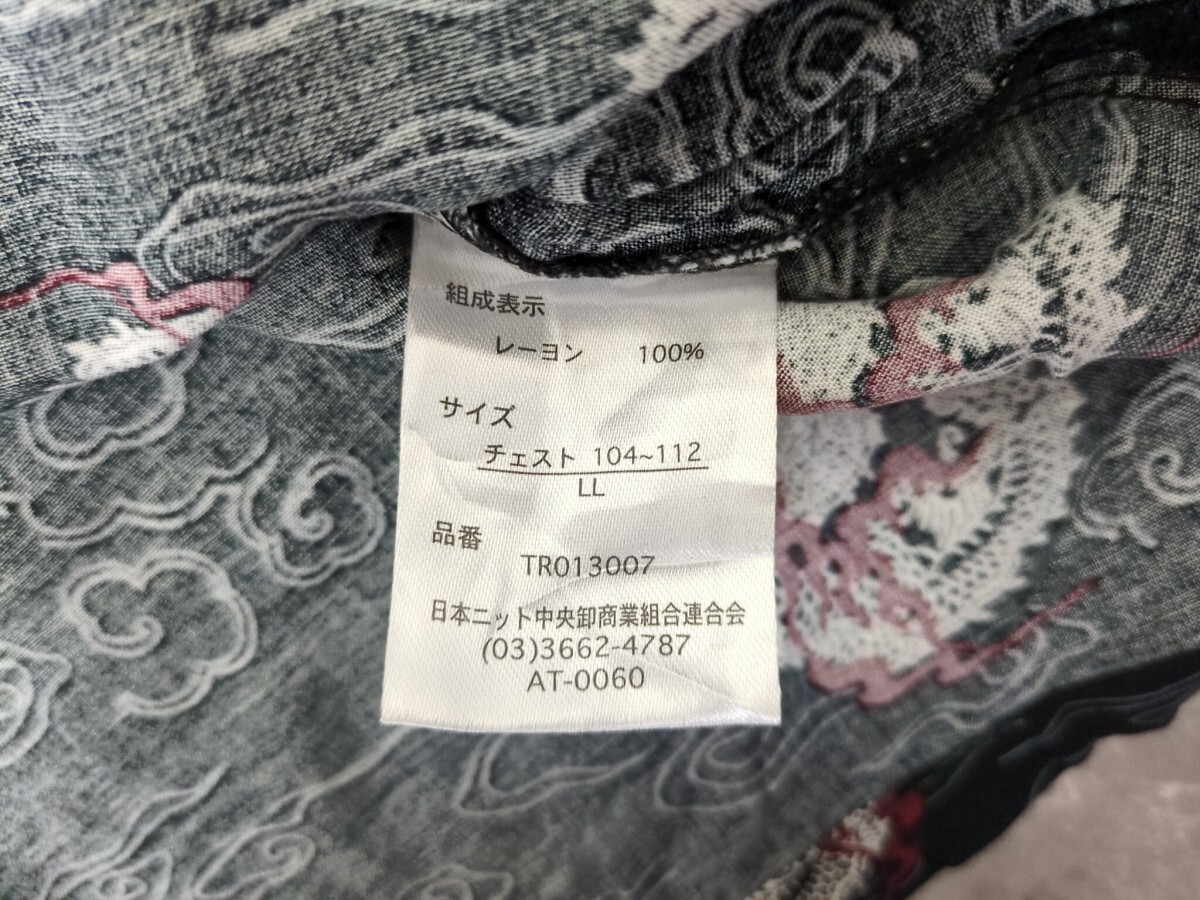 組成表示
レーヨン 100%
サイズ
チェスト 104~112
LL
品番
TR013007
日本ニット中央卸商業組合連合会
(03)3662-4787
AT-0060